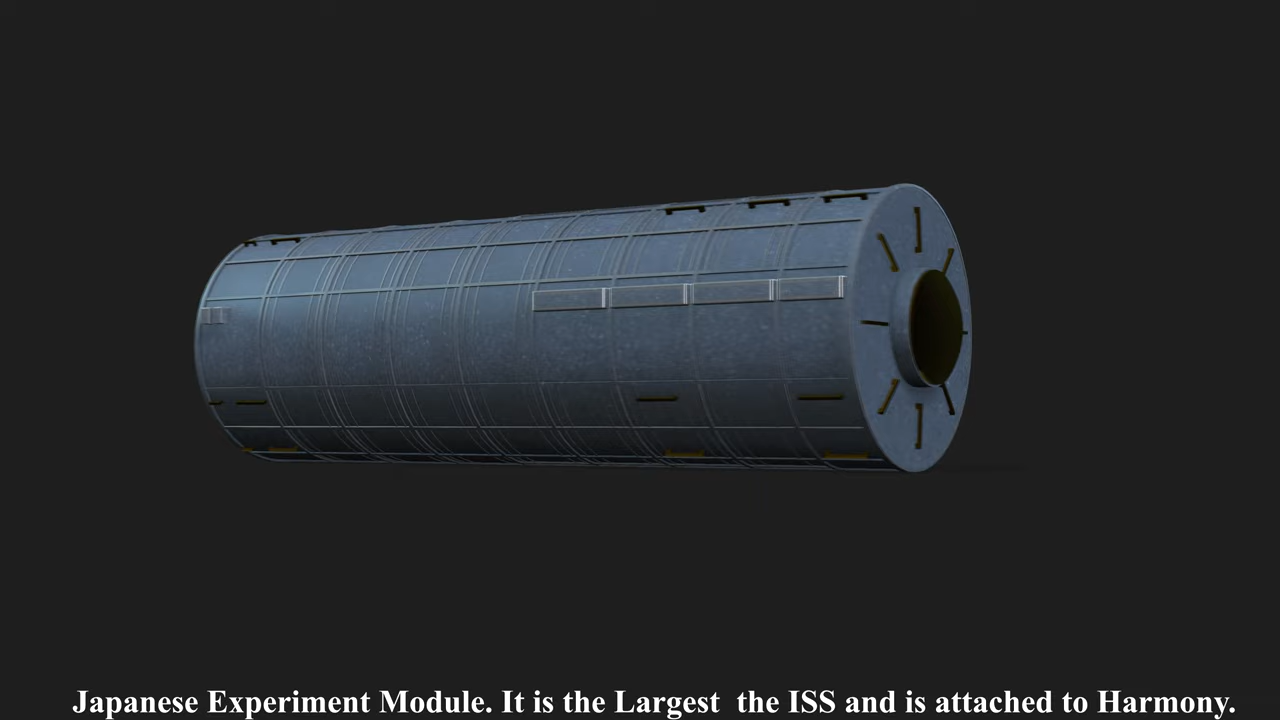 Japanese Experiment Module. It is the Largest  the ISS and is attached to Harmony.